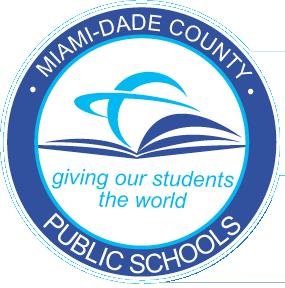 MIAMI-DADE COUNTY
giving our students
the world
PUBLIC SCHOOLS